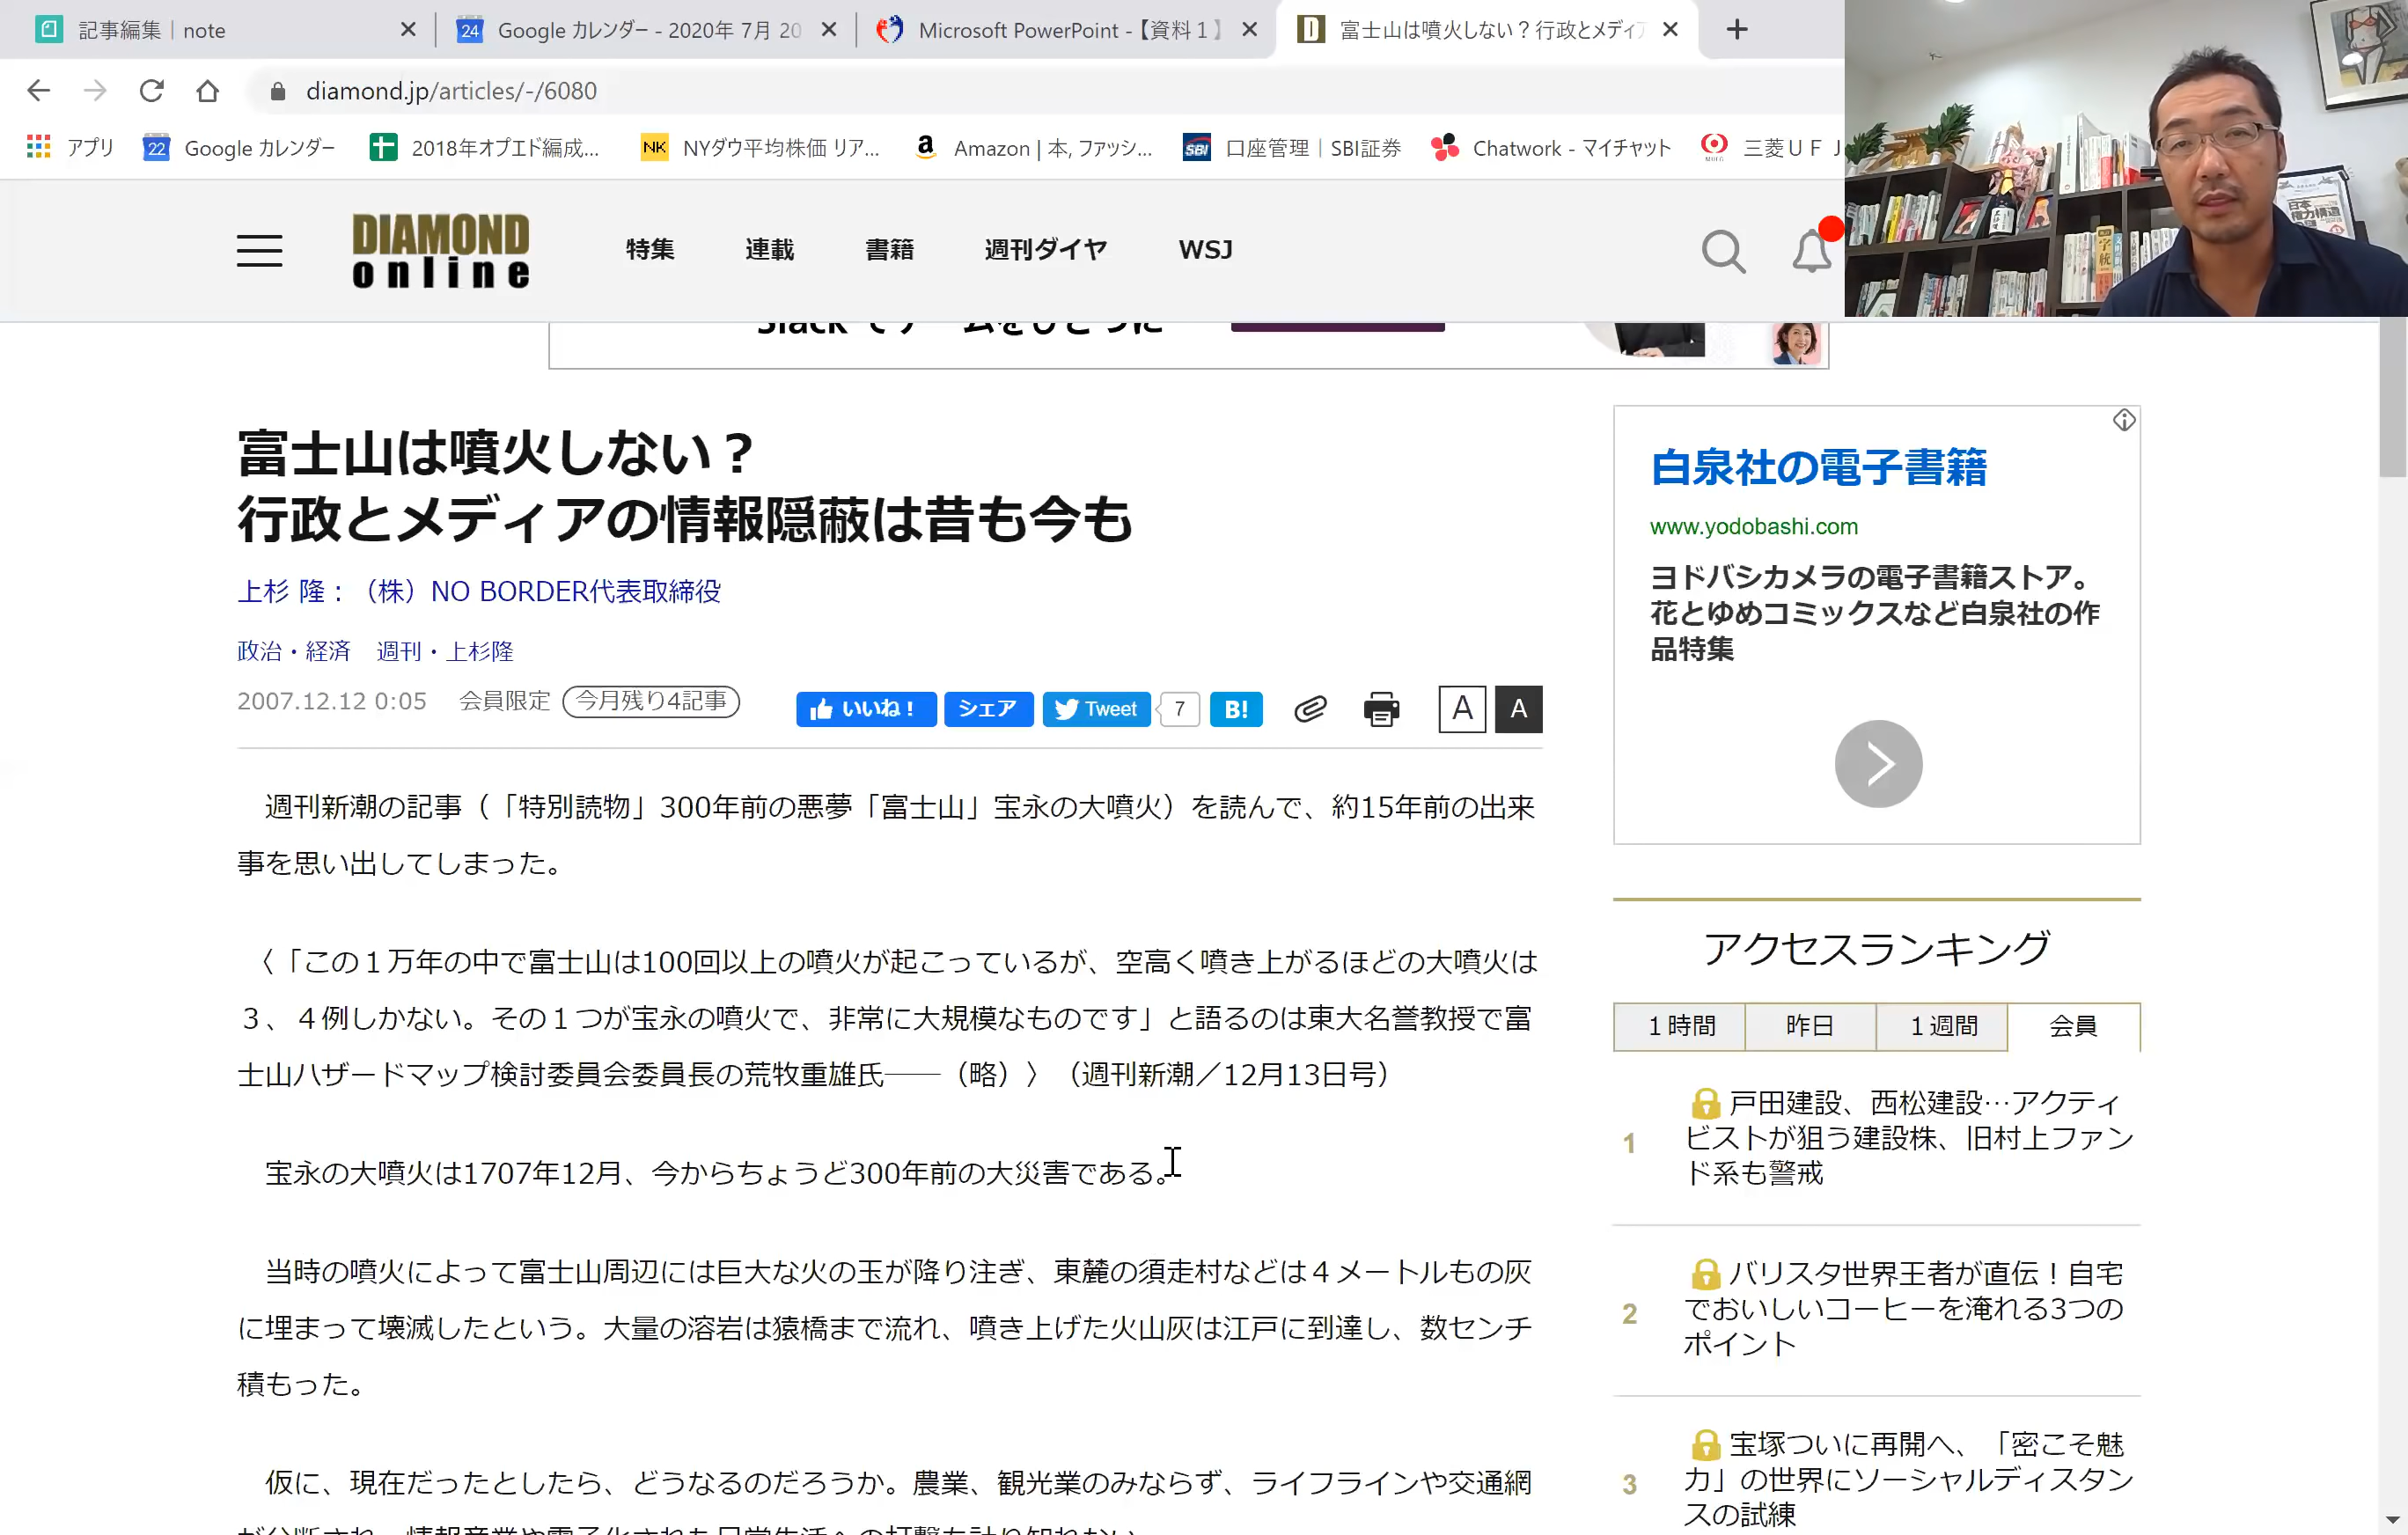 記事編集｜note
Google カレンダー - 2020年 7月 20
Microsoft PowerPoint -【資料１】
富士山は噴火しない？行政とメディア
diamond.jp/articles/-/6080
アプリ
Google カレンダー
2018年オプエド編成...
NYダウ平均株価 リア...
Amazon | 本, ファッシ...
口座管理｜SBI証券
Chatwork - マイチャット
三菱ＵＦＪ
DIAMOND
online
特集
連載
書籍
週刊ダイヤ
WSJ
富士山は噴火しない？
行政とメディアの情報隠蔽は昔も今も
上杉 隆：（株）NO BORDER代表取締役
政治・経済　週刊・上杉隆
2007.12.12 0:05　会員限定　今月残り4記事
いいね！
シェア
Tweet
7
B!
A
A
週刊新潮の記事（「特別読物」300年前の悪夢「富士山」宝永の大噴火）を読んで、約15年前の出来
事を思い出してしまった。
〈「この１万年の中で富士山は100回以上の噴火が起こっているが、空高く噴き上がるほどの大噴火は
３、４例しかない。その１つが宝永の噴火で、非常に大規模なものです」と語るのは東大名誉教授で富
士山ハザードマップ検討委員会委員長の荒牧重雄氏――（略）〉（週刊新潮／12月13日号）
宝永の大噴火は1707年12月、今からちょうど300年前の大災害である。
当時の噴火によって富士山周辺には巨大な火の玉が降り注ぎ、東麓の須走村などは４メートルもの灰
に埋まって壊滅したという。大量の溶岩は猿橋まで流れ、噴き上げた火山灰は江戸に到達し、数センチ
積もった。
仮に、現在だったとしたら、どうなるのだろうか。農業、観光業のみならず、ライフラインや交通網
白泉社の電子書籍
www.yodobashi.com
ヨドバシカメラの電子書籍ストア。
花とゆめコミックスなど白泉社の作
品特集
アクセスランキング
１時間
昨日
１週間
会員
1
戸田建設、西松建設…アクティ
ビストが狙う建設株、旧村上ファン
ド系も警戒
2
バリスタ世界王者が直伝！自宅
でおいしいコーヒーを淹れる3つの
ポイント
3
宝塚ついに再開へ、「密こそ魅
力」の世界にソーシャルディスタン
スの試練